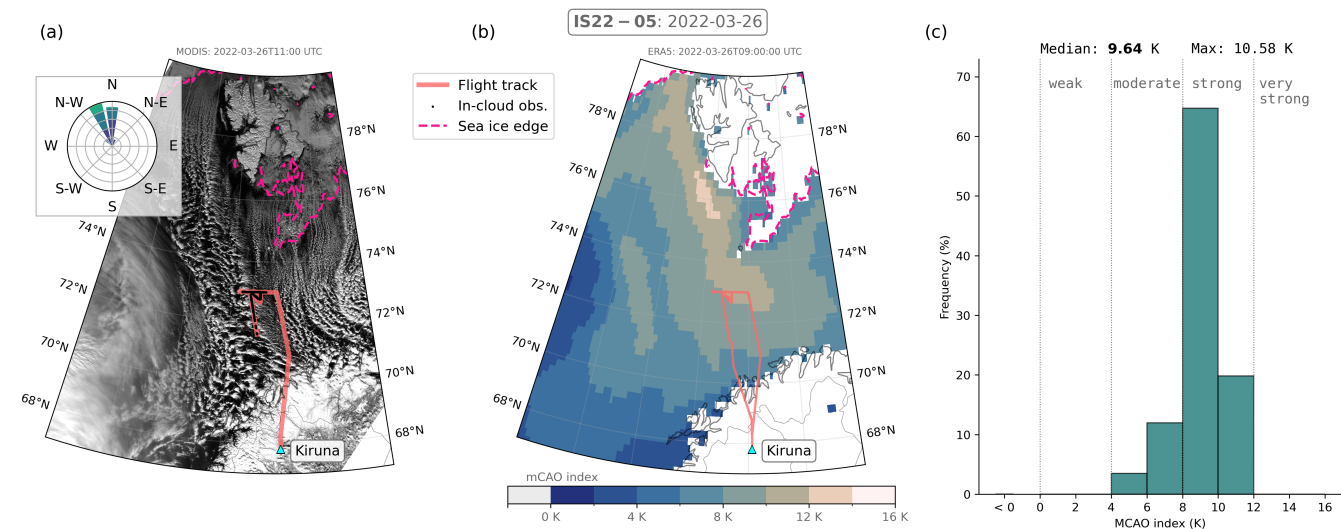 IS22 − 05: 2022-03-26
(a)
MODIS: 2022-03-26T11:00 UTC
N
N-W
N-E
W
E
S-W
S-E
S
78°N
76°N
74°N
74°N
72°N
72°N
70°N
70°N
68°N
68°N
Kiruna
Flight track
In-cloud obs.
Sea ice edge
(b)
ERA5: 2022-03-26T09:00:00 UTC
78°N
78°N
76°N
76°N
74°N
74°N
72°N
72°N
70°N
70°N
68°N
68°N
Kiruna
mCAO index
0 K
4 K
8 K
12 K
16 K
(c)
Median: 9.64 K Max: 10.58 K
weak
moderate
strong
very
strong
Frequency (%)
70
60
50
40
30
20
10
0
< 0
0
2
4
6
8
10
12
14
16
MCAO index (K)